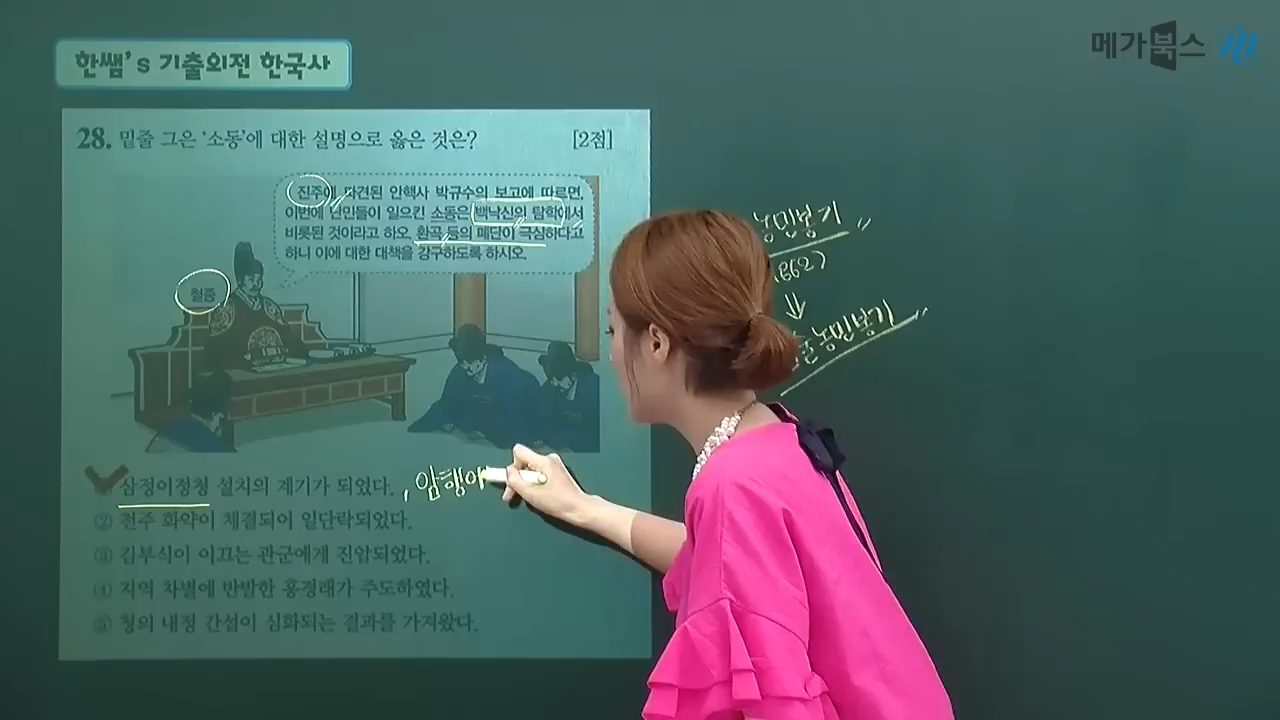 한쌤's 기출외전 한국사
메가북스
28. 밑줄 그은 '소동'에 대한 설명으로 옳은 것은? [2점]
진주에 파견된 안핵사 박규수의 보고에 따르면,
이번에 난민들이 일으킨 소동은 백낙신의 탐학에서
비롯된 것이라고 하오. 환곡 등의 폐단이 극심하다고
하니 이에 대한 대책을 강구하도록 하시오.
철종
농민봉기
1862)
농민봉기
삼정이정청 설치의 계기가 되었다. , 암행어
② 전주 화약이 체결되어 일단락되었다.
③ 김부식이 이끄는 관군에게 진압되었다.
④ 지역 차별에 반발한 홍경래가 주도하였다.
⑤ 청의 내정 간섭이 심화되는 결과를 가져왔다.